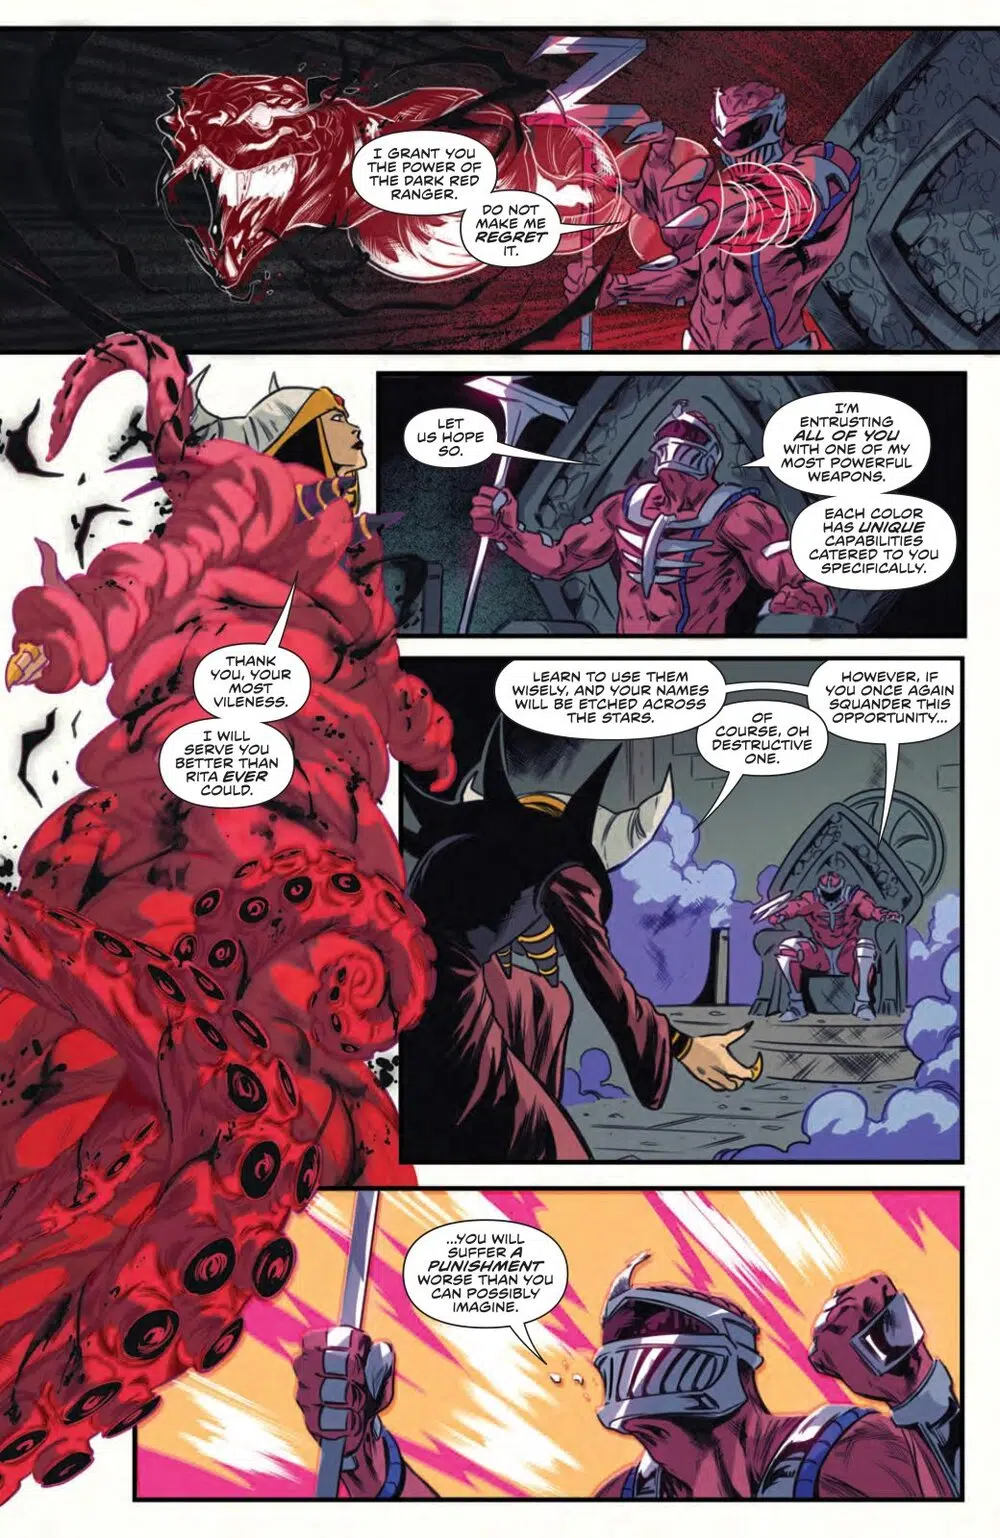 I GRANT YOU
THE POWER OF
THE DARK RED
RANGER.
DO NOT
MAKE ME
REGRET
IT.
THANK
YOU, YOUR
MOST
VILENESS.
I WILL
SERVE YOU
BETTER THAN
RITA EVER
COULD.
LET
US HOPE
SO.
I'M
ENTRUSTING
ALL OF YOU
WITH ONE OF MY
MOST POWERFUL
WEAPONS.
EACH COLOR
HAS UNIQUE
CAPABILITIES
CATERED TO YOU
SPECIFICALLY.
LEARN TO USE THEM
WISELY, AND YOUR NAMES
WILL BE ETCHED ACROSS
THE STARS.
OF
COURSE, OH
DESTRUCTIVE
ONE.
HOWEVER, IF
YOU ONCE AGAIN
SQUANDER THIS
OPPORTUNITY...
...YOU WILL
SUFFER A
PUNISHMENT
WORSE THAN YOU
CAN POSSIBLY
IMAGINE.